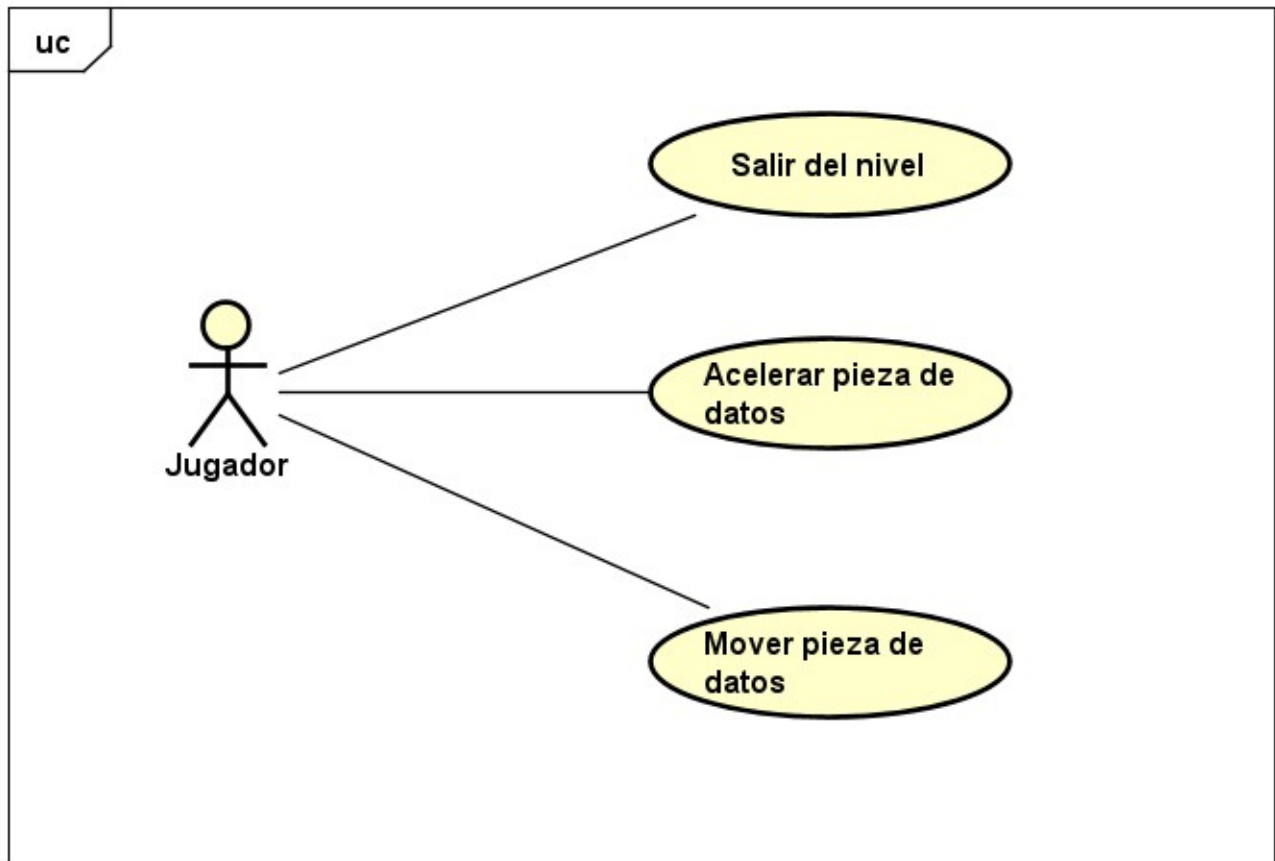 uc
Salir del nivel
Jugador
Acelerar pieza de
datos
Mover pieza de
datos